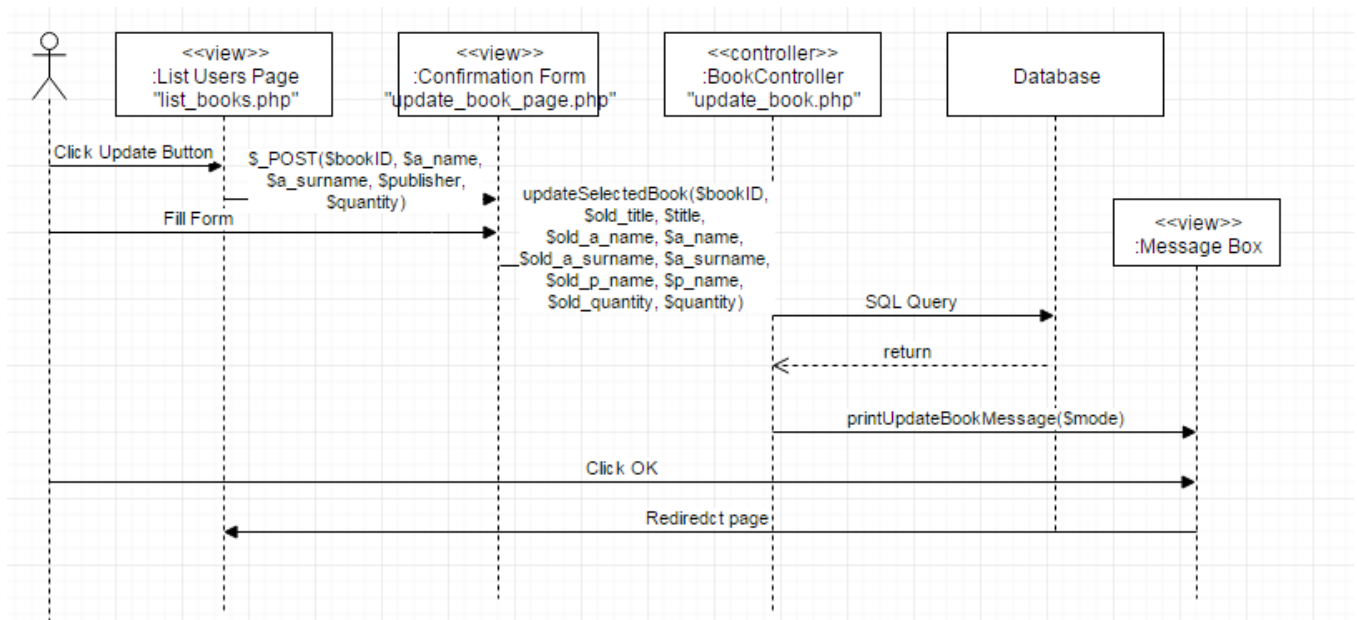 <<view>>
:List Users Page
"list_books.php"
<<view>>
:Confirmation Form
"update_book_page.php"
<<controller>>
:BookController
"update_book.php"
Database
Click Update Button
$_POST($bookID, $a_name,
$a_surname, $publisher,
$quantity)
Fill Form
updateSelectedBook($bookID,
$old_title, $title,
$old_a_name, $a_name,
$old_a_surname, $a_surname,
$old_p_name, $p_name,
$old_quantity, $quantity)
<<view>>
:Message Box
SQL Query
return
printUpdateBookMessage($mode)
Click OK
Rediredct page